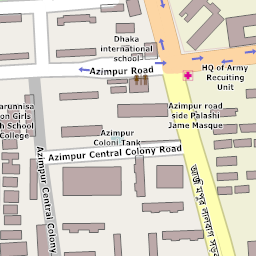 Dhaka
international
school
Azimpur Road
HQ of Army
Recruiting
Unit
arunnisa
on Girls
h School
College
Azimpur road
side Palashi
Jame Masque
Azimpur
Coloni Tank
Azimpur Central Colony Road
Azimpur Central Colony